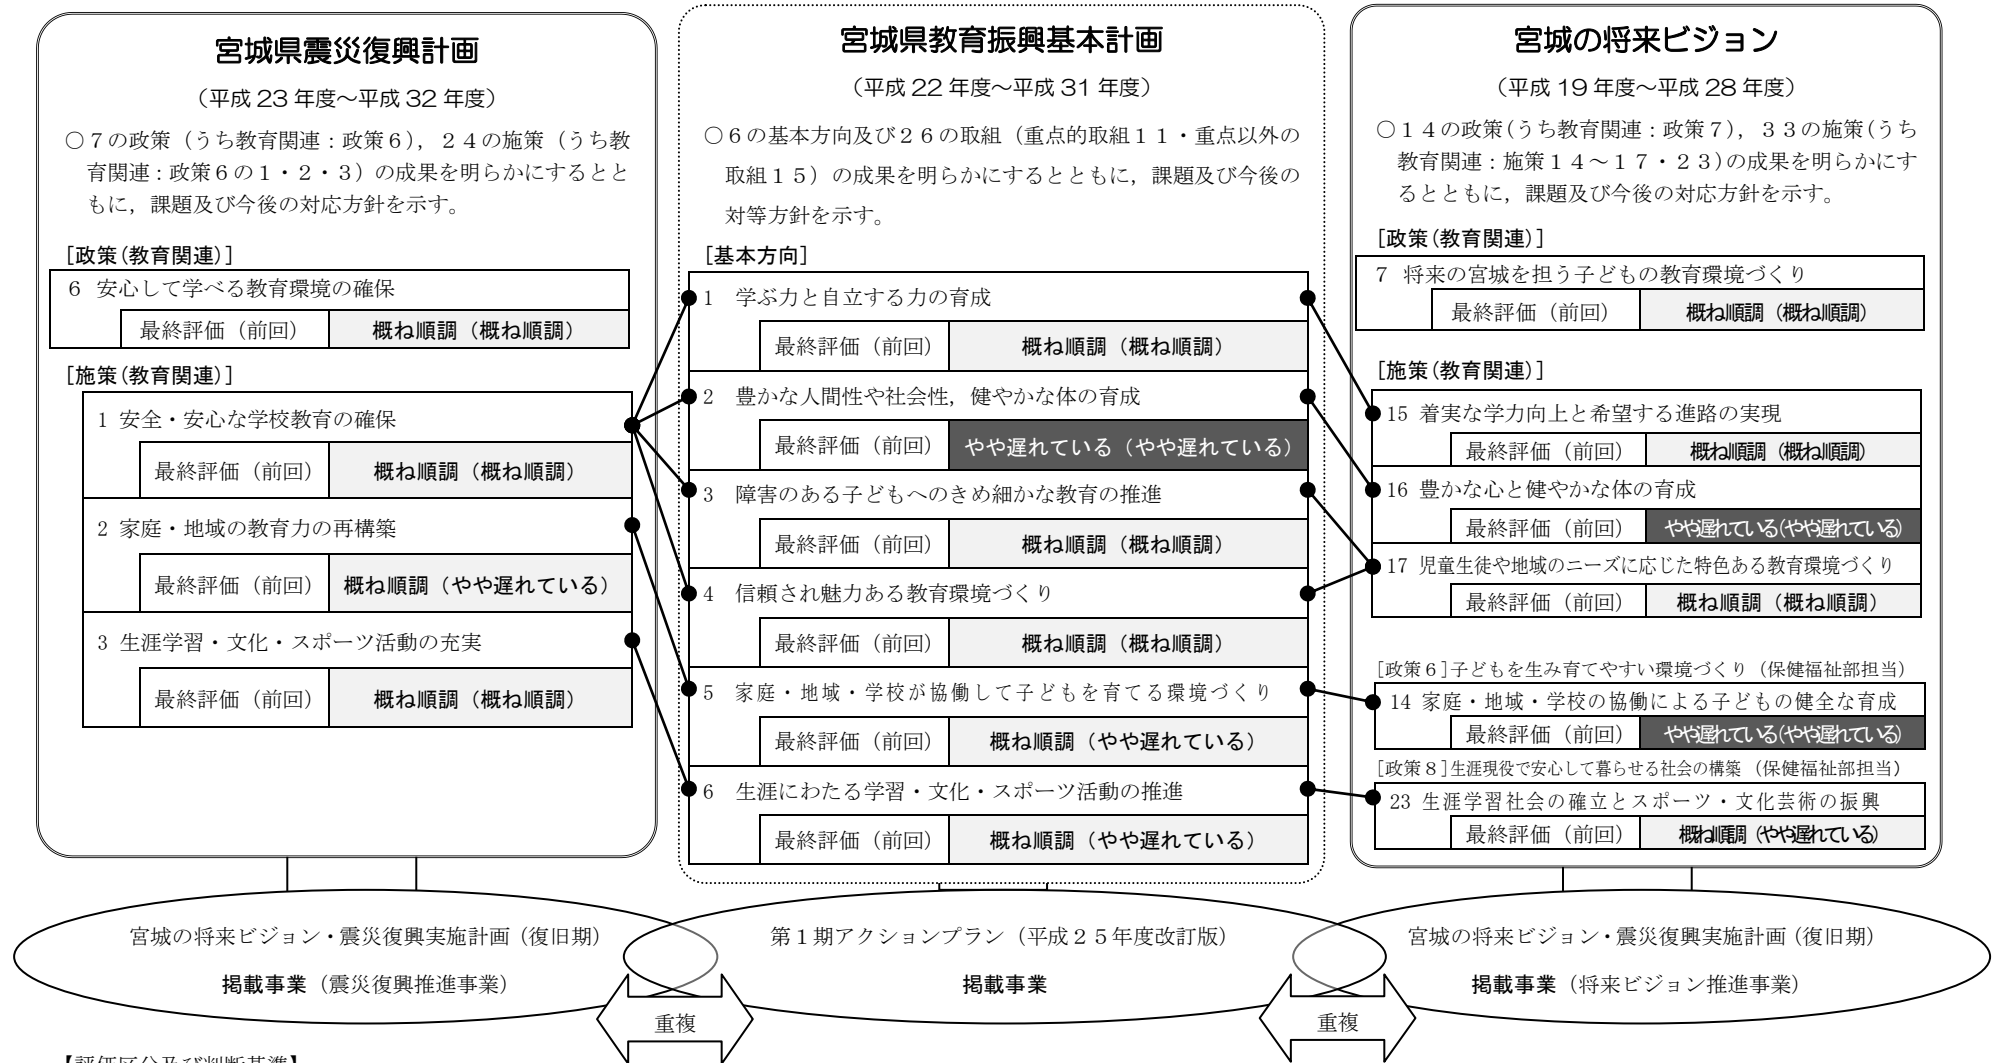 宮城県震災復興計画
（平成 23 年度～平成 32 年度）
○７の政策（うち教育関連：政策６），２４の施策（うち教
育関連：政策６の１・２・３）の成果を明らかにするとと
もに，課題及び今後の対応方針を示す。
［政策（教育関連）］
６ 安心して学べる教育環境の確保
最終評価（前回） 概ね順調（概ね順調）
［施策（教育関連）］
1 安全・安心な学校教育の確保
最終評価（前回） 概ね順調（概ね順調）
2 家庭・地域の教育力の再構築
最終評価（前回） 概ね順調（やや遅れている）
3 生涯学習・文化・スポーツ活動の充実
最終評価（前回） 概ね順調（概ね順調）
宮城県教育振興基本計画
（平成 22 年度～平成 31 年度）
○６の基本方向及び２６の取組（重点的取組１１・重点以外の
取組１５）の成果を明らかにするとともに，課題及び今後の
対等方針を示す。
［基本方向］
1 学ぶ力と自立する力の育成
最終評価（前回） 概ね順調（概ね順調）
2 豊かな人間性や社会性，健やかな体の育成
最終評価（前回） やや遅れている（やや遅れている）
3 障害のある子どもへのきめ細かな教育の推進
最終評価（前回） 概ね順調（概ね順調）
4 信頼され魅力ある教育環境づくり
最終評価（前回） 概ね順調（概ね順調）
5 家庭・地域・学校が協働して子どもを育てる環境づくり
最終評価（前回） 概ね順調（やや遅れている）
6 生涯にわたる学習・文化・スポーツ活動の推進
最終評価（前回） 概ね順調（やや遅れている）
宮城の将来ビジョン
（平成 19 年度～平成 28 年度）
○１４の政策（うち教育関連：政策７），３３の施策（うち
教育関連：施策１４～１７・２３）の成果を明らかにす
るとともに，課題及び今後の対応方針を示す。
［政策（教育関連）］
７ 将来の宮城を担う子どもの教育環境づくり
最終評価（前回） 概ね順調（概ね順調）
［施策（教育関連）］
15 着実な学力向上と希望する進路の実現
最終評価（前回） 概ね順調（概ね順調）
16 豊かな心と健やかな体の育成
最終評価（前回） やや遅れている（やや遅れている）
17 児童生徒や地域のニーズに応じた特色ある教育環境づくり
最終評価（前回） 概ね順調（概ね順調）
［政策６］子どもを生み育てやすい環境づくり（保健福祉部担当）
14 家庭・地域・学校の協働による子どもの健全な育成
最終評価（前回） やや遅れている（やや遅れている）
［政策８］生涯現役で安心して暮らせる社会の構築（保健福祉部担当）
23 生涯学習社会の確立とスポーツ・文化芸術の振興
最終評価（前回） 概ね順調（やや遅れている）
宮城の将来ビジョン・震災復興実施計画（復旧期）
掲載事業（震災復興推進事業）
重複
第１期アクションプラン（平成２５年度改訂版）
掲載事業
重複
宮城の将来ビジョン・震災復興実施計画（復旧期）
掲載事業（将来ビジョン推進事業）
【評価区分及び判断基準】